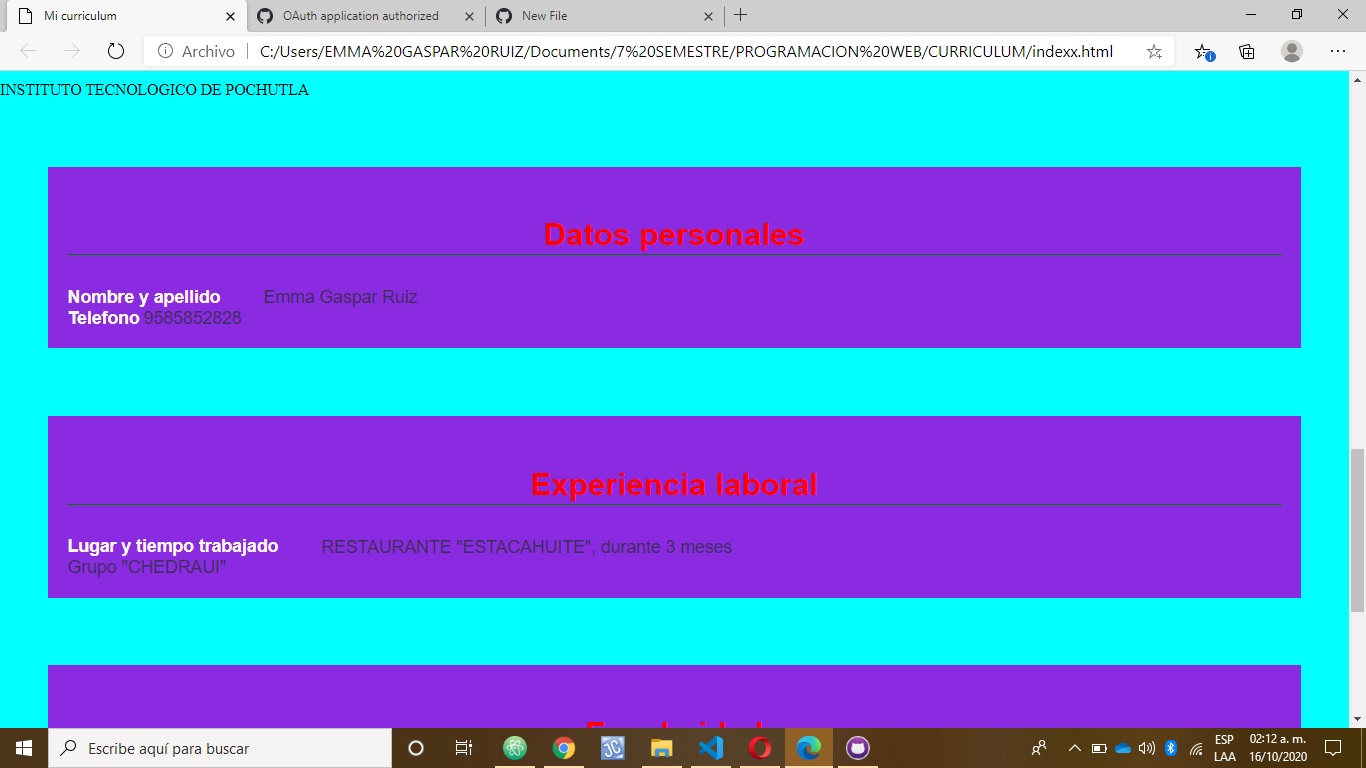 Mi curriculum
OAuth application authorized
New File
Archivo
C:/Users/EMMA%20GASPAR%20RUIZ/Documents/7%20SEMESTRE/PROGRAMACION%20WEB/CURRICULUM/indexx.html
INSTITUTO TECNOLOGICO DE POCHUTLA
Datos personales
Nombre y apellido Emma Gaspar Ruiz
Telefono 9585852828
Experiencia laboral
Lugar y tiempo trabajado RESTAURANTE "ESTACAHUITE", durante 3 meses
Grupo "CHEDRAUI"
Escribe aquí para buscar
JC
ESP
LAA
02:12 a. m.
16/10/2020